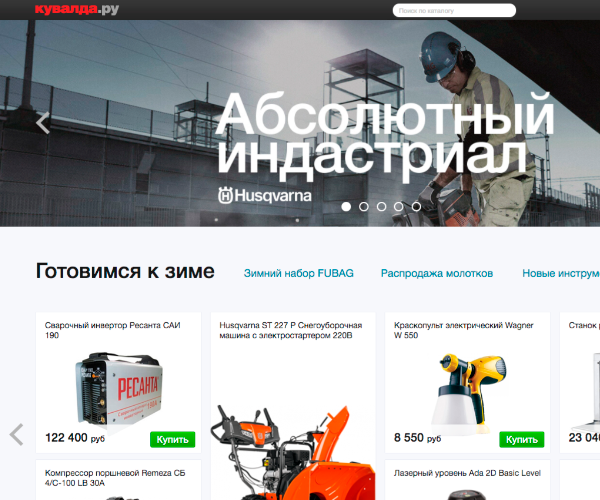 кувалда.ру
Поиск по каталогу
Абсолютный
индастриал
Husqvarna
Готовимся к зиме
Зимний набор FUBAG
Распродажа молотков
Новые инструм
Сварочный инвертор Ресанта САИ
190
РЕСАНТА
122 400 руб
Купить
Husqvarna ST 227 P Снегоуборочная
машина с электростартером 220В
Краскопульт электрический Wagner
W 550
8 550 руб
Купить
Станок
23 040
Компрессор поршневой Remeza СБ
4/С-100 LB 30А
Лазерный уровень Ada 2D Basic Level